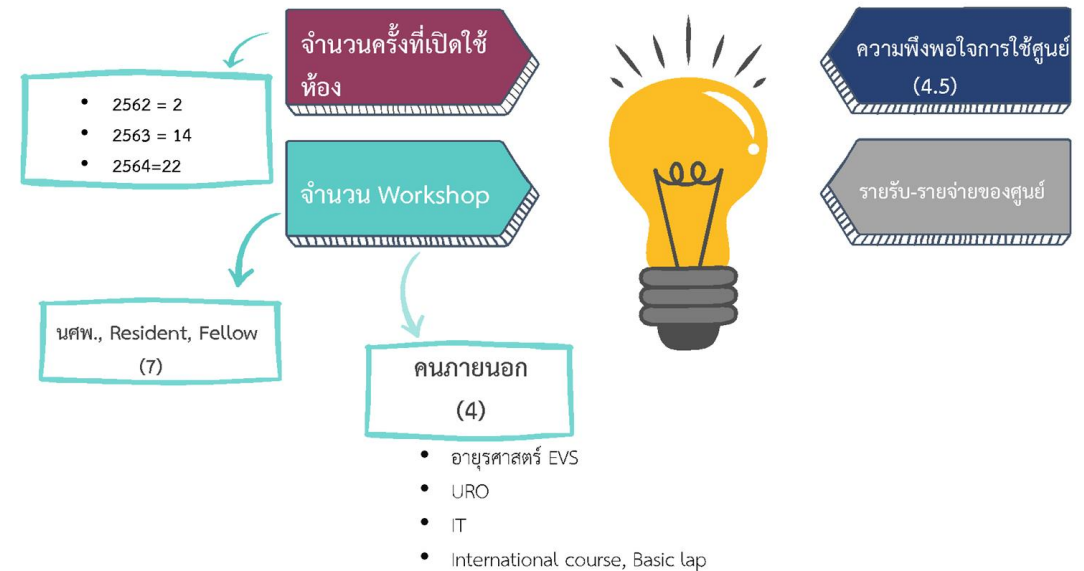 จำนวนครั้งที่เปิดใช้
ห้อง
• 2562 = 2
• 2563 = 14
• 2564=22
จำนวน Workshop
นศพ., Resident, Fellow
(7)
คนภายนอก
(4)
• อายุรศาสตร์ EVS
• URO
• IT
• International course, Basic lap
ความพึงพอใจการใช้ศูนย์
(4.5)
รายรับ-รายจ่ายของศูนย์